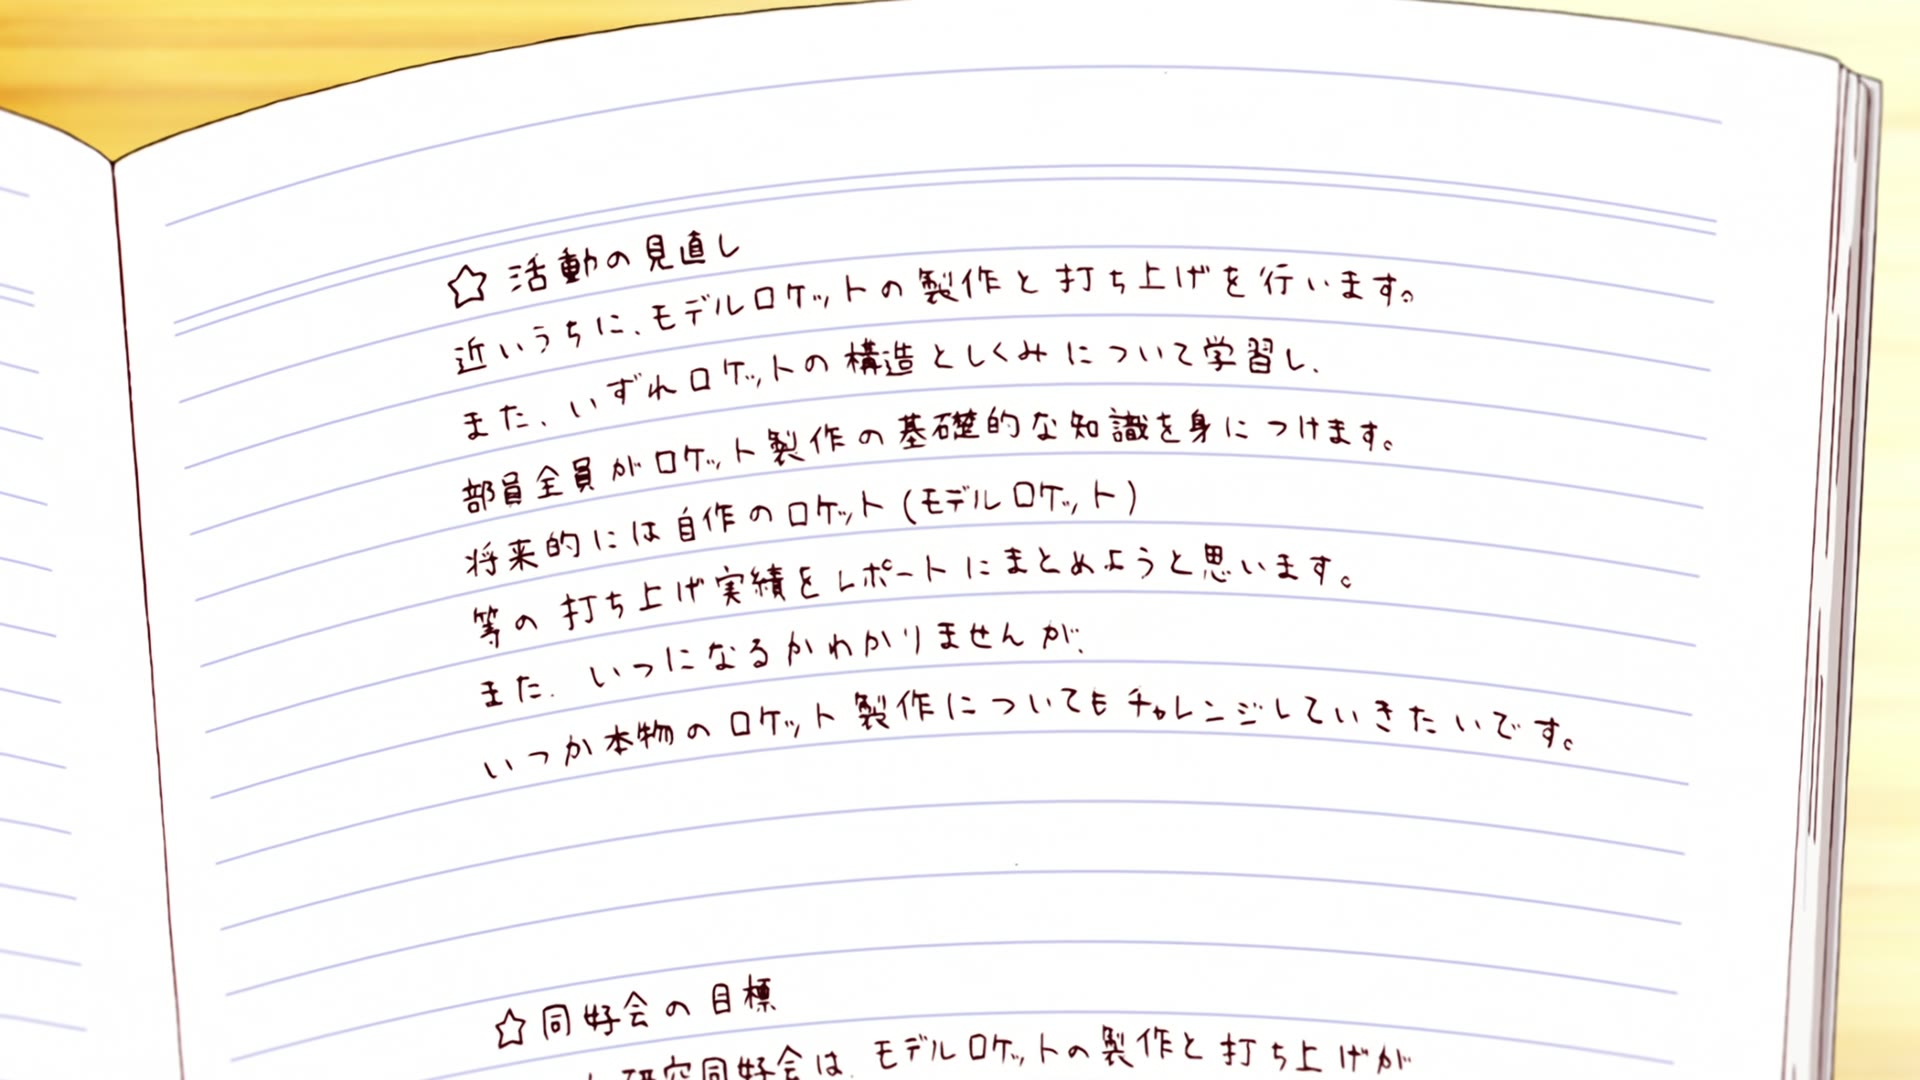 ☆活動の見直し
近いうちに、モデルロケットの製作と打ち上げを行います。
また、いずれロケットの構造としくみについて学習し、
部員全員がロケット製作の基礎的な知識を身につけます。
将来的には自作のロケット(モデルロケット)
等の打ち上げ実績をレポートにまとめようと思います。
また、いつになるかわかりませんが、
いつか本物のロケット製作についてもチャレンジしていきたいです。
☆同好会の目標
研究同好会は、モデルロケットの製作と打ち上げが